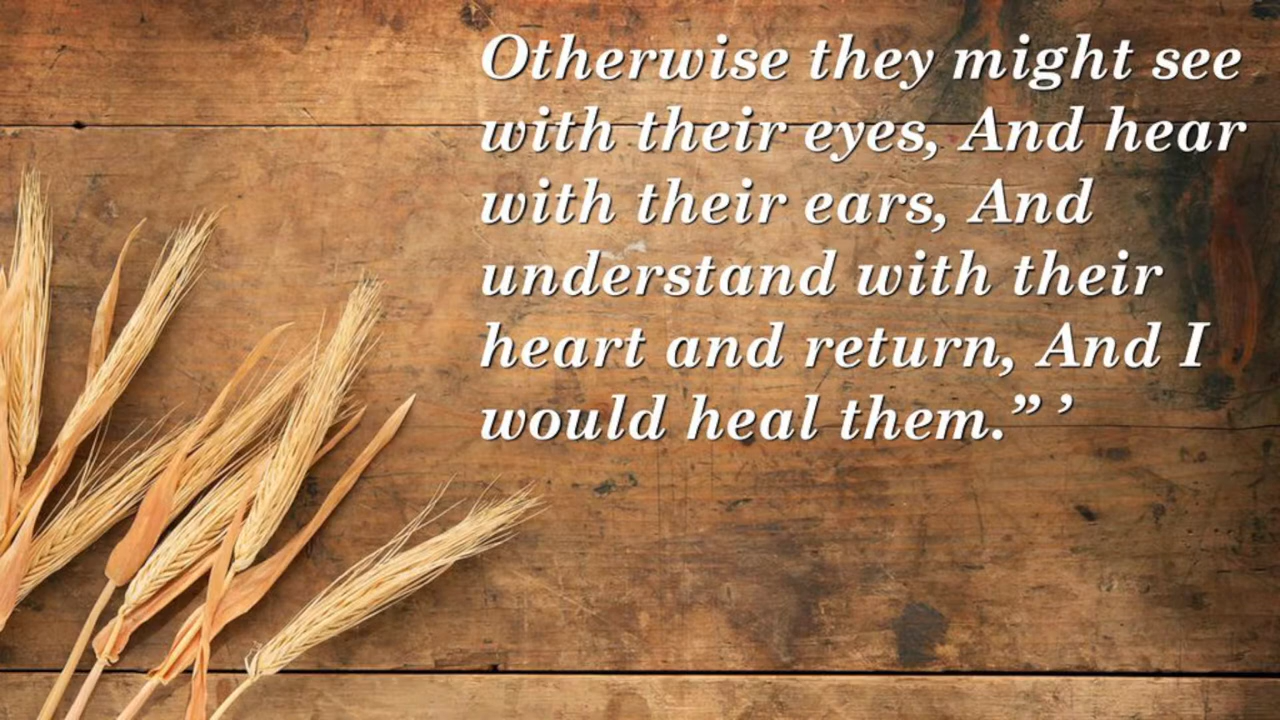 Otherwise they might see
with their eyes, And hear
with their ears, And
understand with their
heart and return, And I
would heal them.” ’